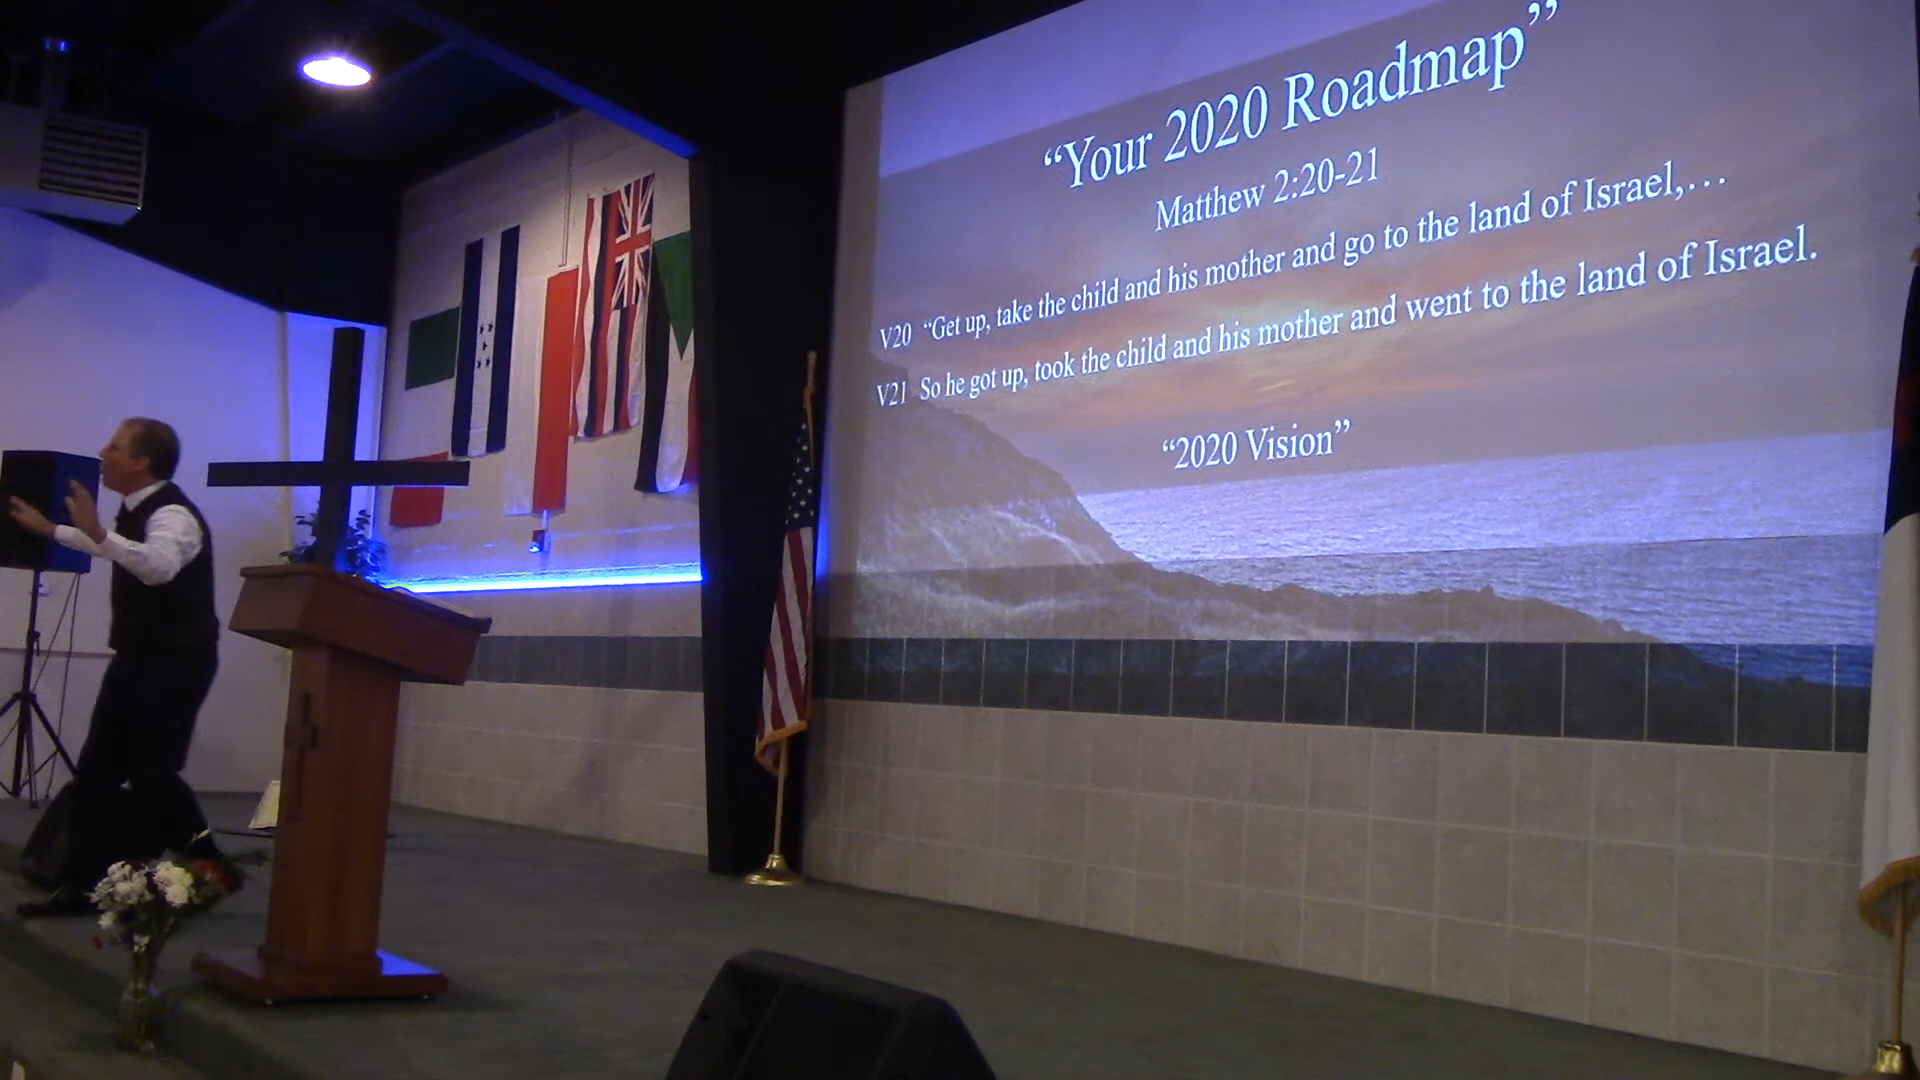 “Your 2020 Roadmap”
Matthew 2:20-21
V20 “Get up, take the child and his mother and go to the land of Israel,…
V21 So he got up, took the child and his mother and went to the land of Israel.
“2020 Vision”